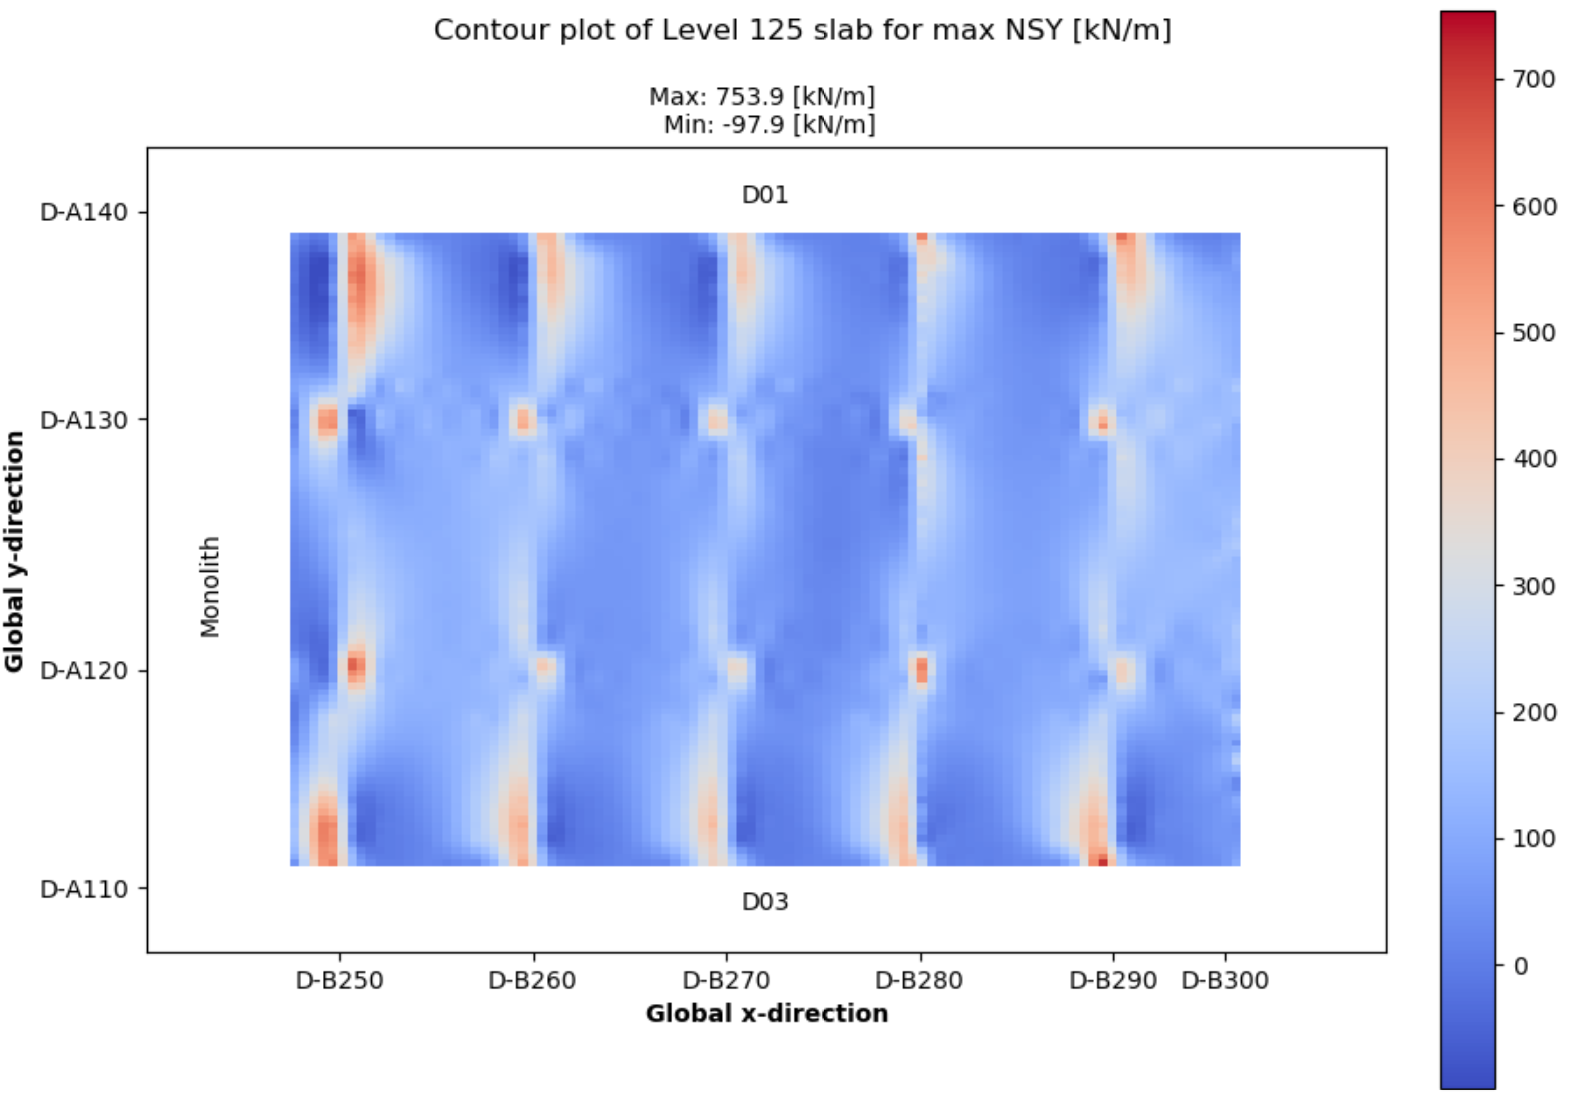 Contour plot of Level 125 slab for max NSY [kN/m]
Max: 753.9 [kN/m]
Min: -97.9 [kN/m]
D01
D-A140
D-A130
D-A120
D-A110
Global y-direction
Monolith
D03
D-B250
D-B260
D-B270
D-B280
D-B290
D-B300
Global x-direction
700
600
500
400
300
200
100
0